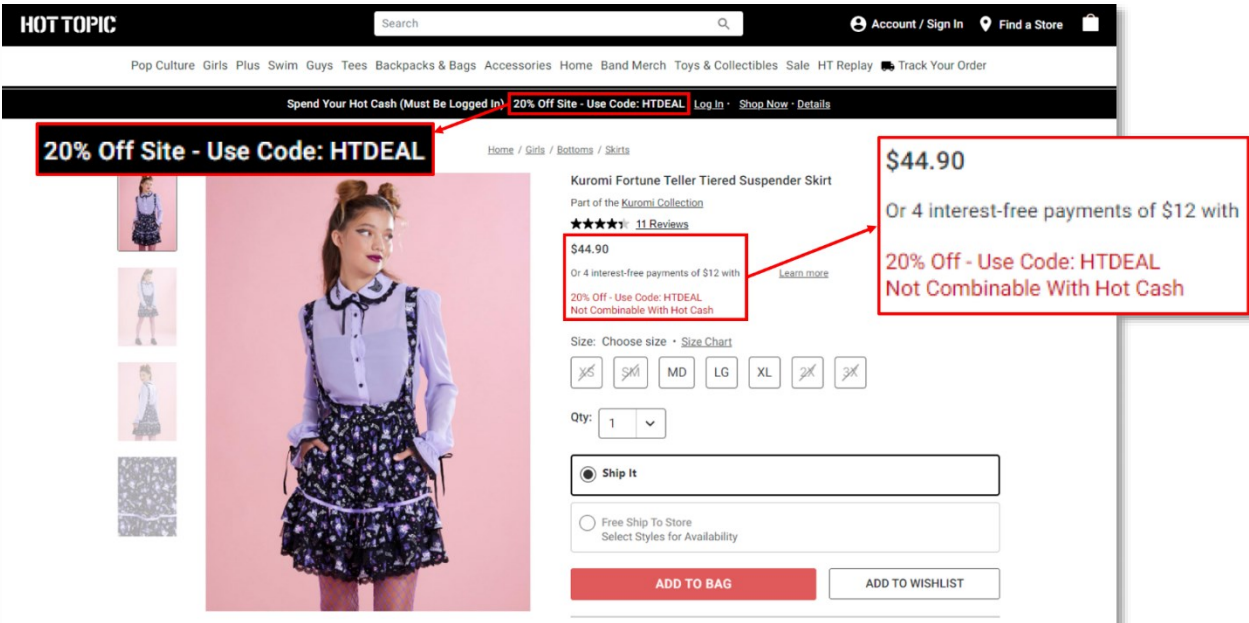 HOT TOPIC
Search
Account / Sign In
Find a Store
Pop Culture Girls Plus Swim Guys Tees Backpacks & Bags Accessories Home Band Merch Toys & Collectibles Sale HT Replay Track Your Order
Spend Your Hot Cash (Must Be Logged In) 20% Off Site - Use Code: HTDEAL Log In · Shop Now · Details
20% Off Site - Use Code: HTDEAL
Home / Girls / Bottoms / Skirts
Kuromi Fortune Teller Tiered Suspender Skirt
Part of the Kuromi Collection
11 Reviews
$44.90
Or 4 interest-free payments of $12 with Learn more
20% Off - Use Code: HTDEAL
Not Combinable With Hot Cash
$44.90
Or 4 interest-free payments of $12 with
20% Off - Use Code: HTDEAL
Not Combinable With Hot Cash
Size: Choose size • Size Chart
XS SM MD LG XL 2X 3X
Qty: 1
Ship It
Free Ship To Store
Select Styles for Availability
ADD TO BAG
ADD TO WISHLIST